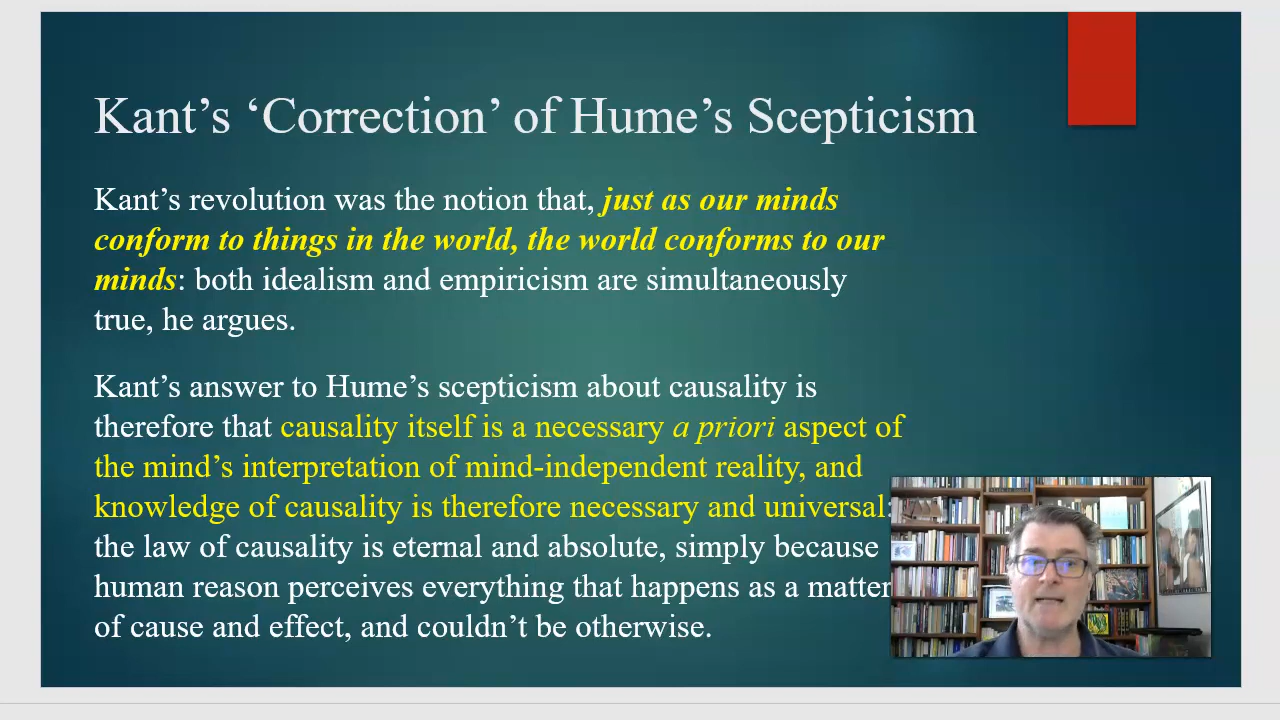 Kant’s ‘Correction’ of Hume’s Scepticism
Kant’s revolution was the notion that, just as our minds
conform to things in the world, the world conforms to our
minds: both idealism and empiricism are simultaneously
true, he argues.
Kant’s answer to Hume’s scepticism about causality is
therefore that causality itself is a necessary a priori aspect of
the mind’s interpretation of mind-independent reality, and
knowledge of causality is therefore necessary and universal:
the law of causality is eternal and absolute, simply because
human reason perceives everything that happens as a matter
of cause and effect, and couldn’t be otherwise.